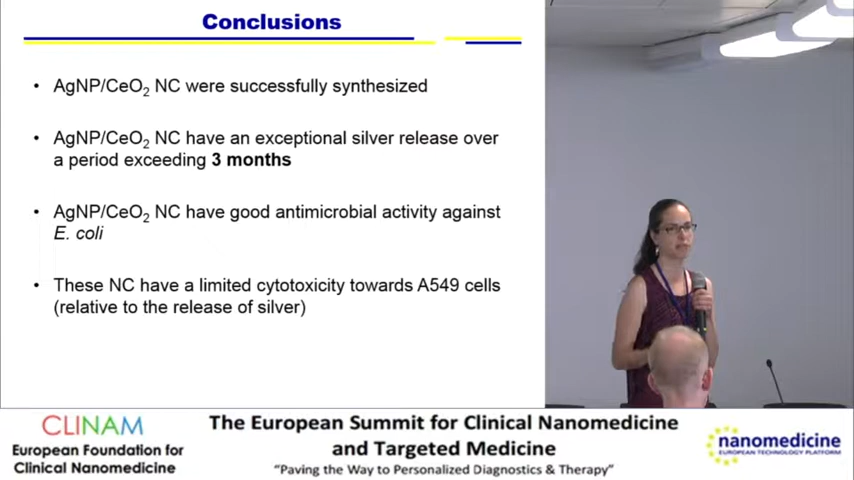 Conclusions
• AgNP/CeO₂ NC were successfully synthesized
• AgNP/CeO₂ NC have an exceptional silver release over
a period exceeding 3 months
• AgNP/CeO₂ NC have good antimicrobial activity against
E. coli
• These NC have a limited cytotoxicity towards A549 cells
(relative to the release of silver)
CLINAM
European Foundation for
Clinical Nanomedicine
The European Summit for Clinical Nanomedicine
and Targeted Medicine
“Paving the Way to Personalized Diagnostics & Therapy”
nanomedicine
EUROPEAN TECHNOLOGY PLATFORM